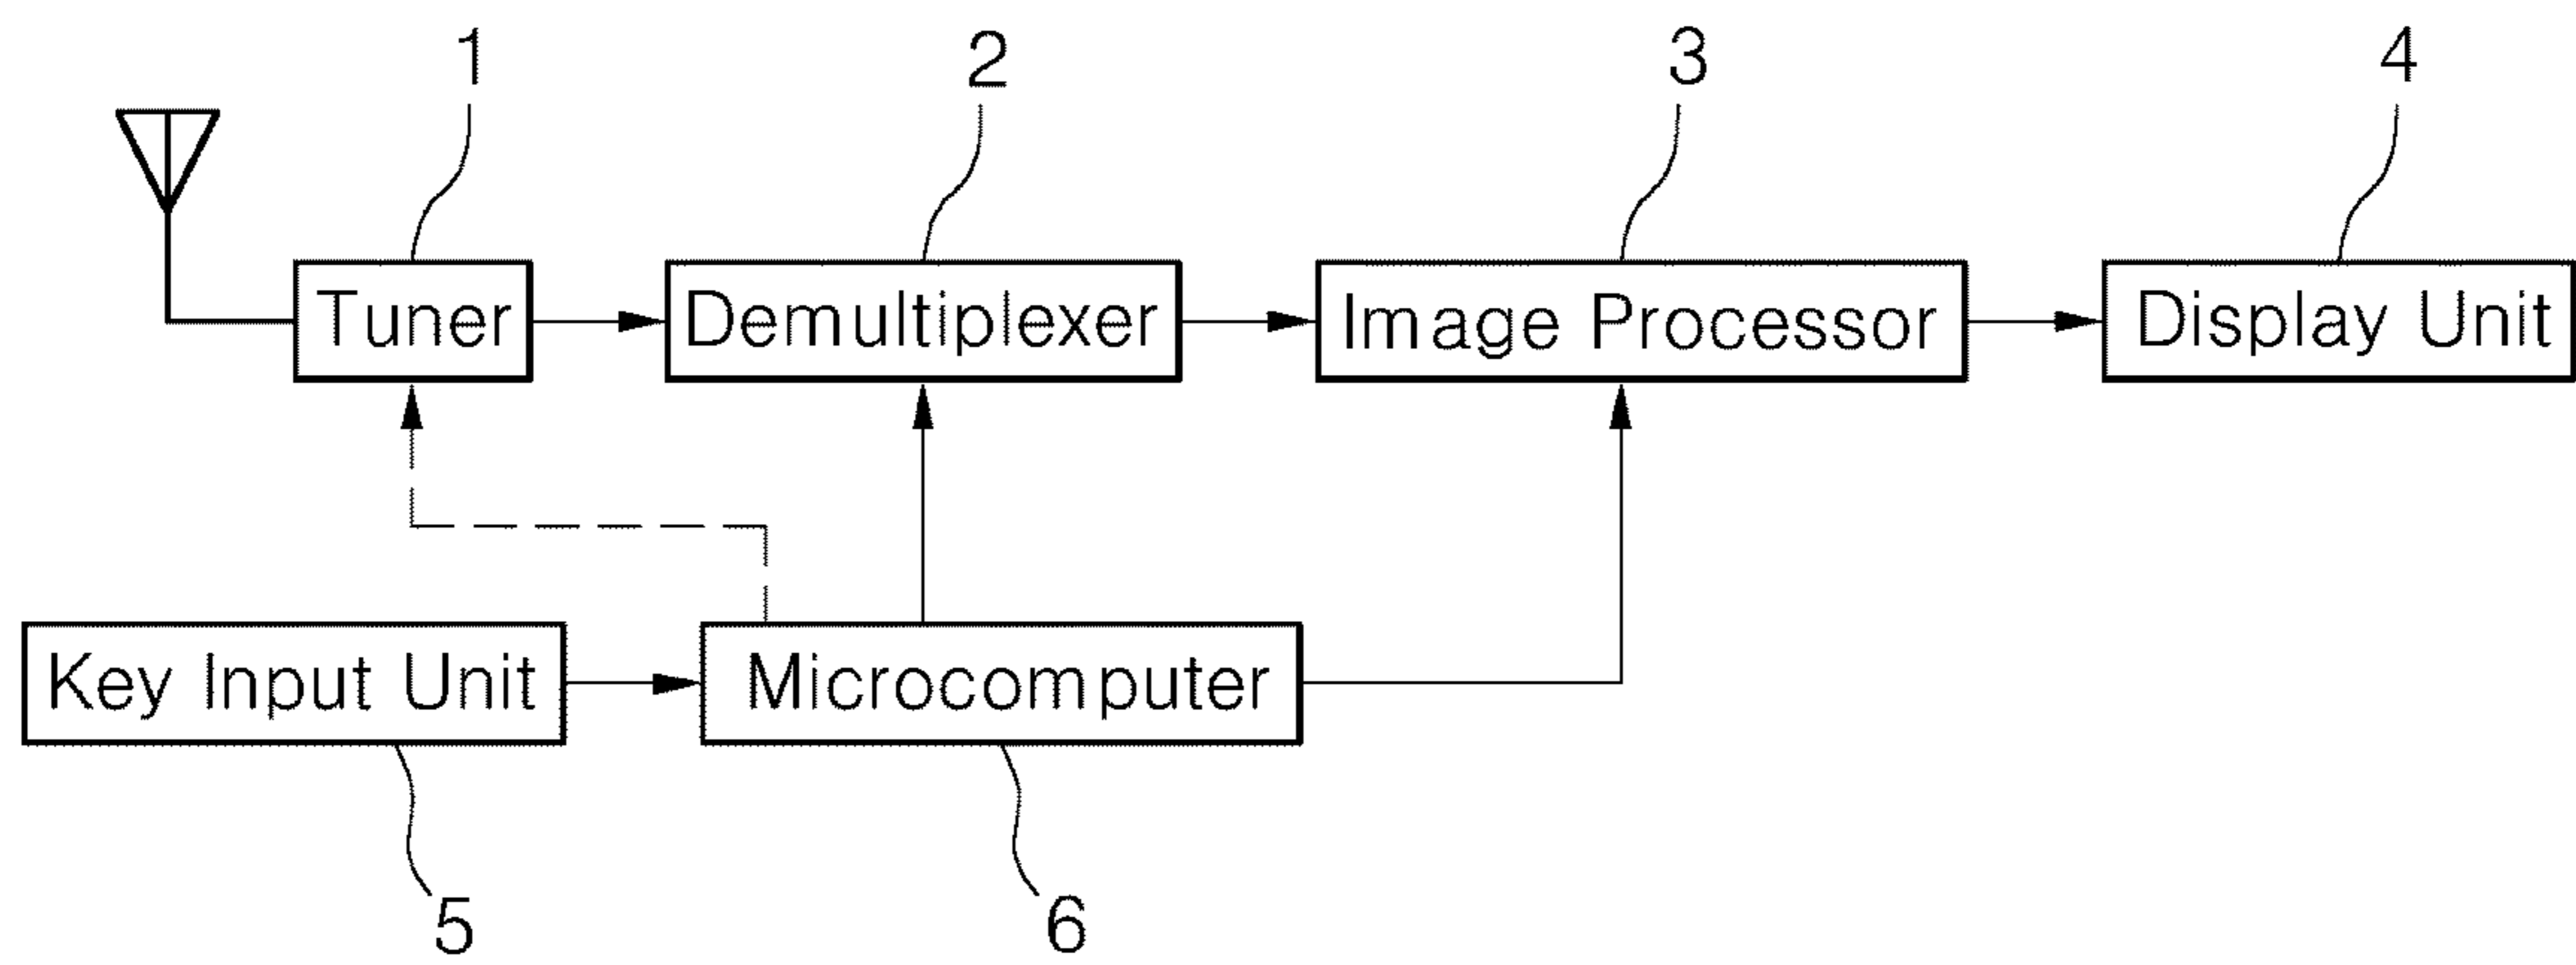 1 2 3 4
Tuner Demultiplexer Image Processor Display Unit
Key Input Unit Microcomputer
5 6